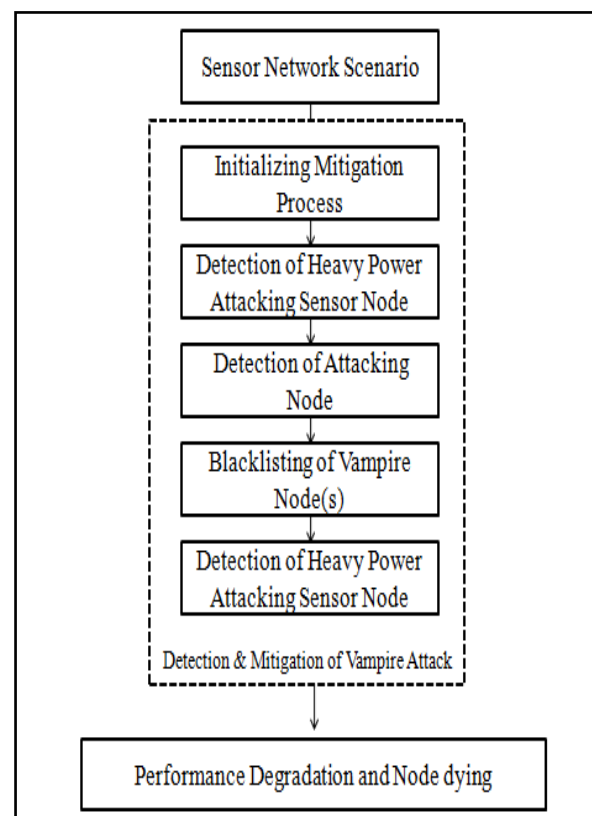 Sensor Network Scenario
Initializing Mitigation
Process
Detection of Heavy Power
Attacking Sensor Node
Detection of Attacking
Node
Blacklisting of Vampire
Node(s)
Detection of Heavy Power
Attacking Sensor Node
Detection & Mitigation of Vampire Attack
Performance Degradation and Node dying